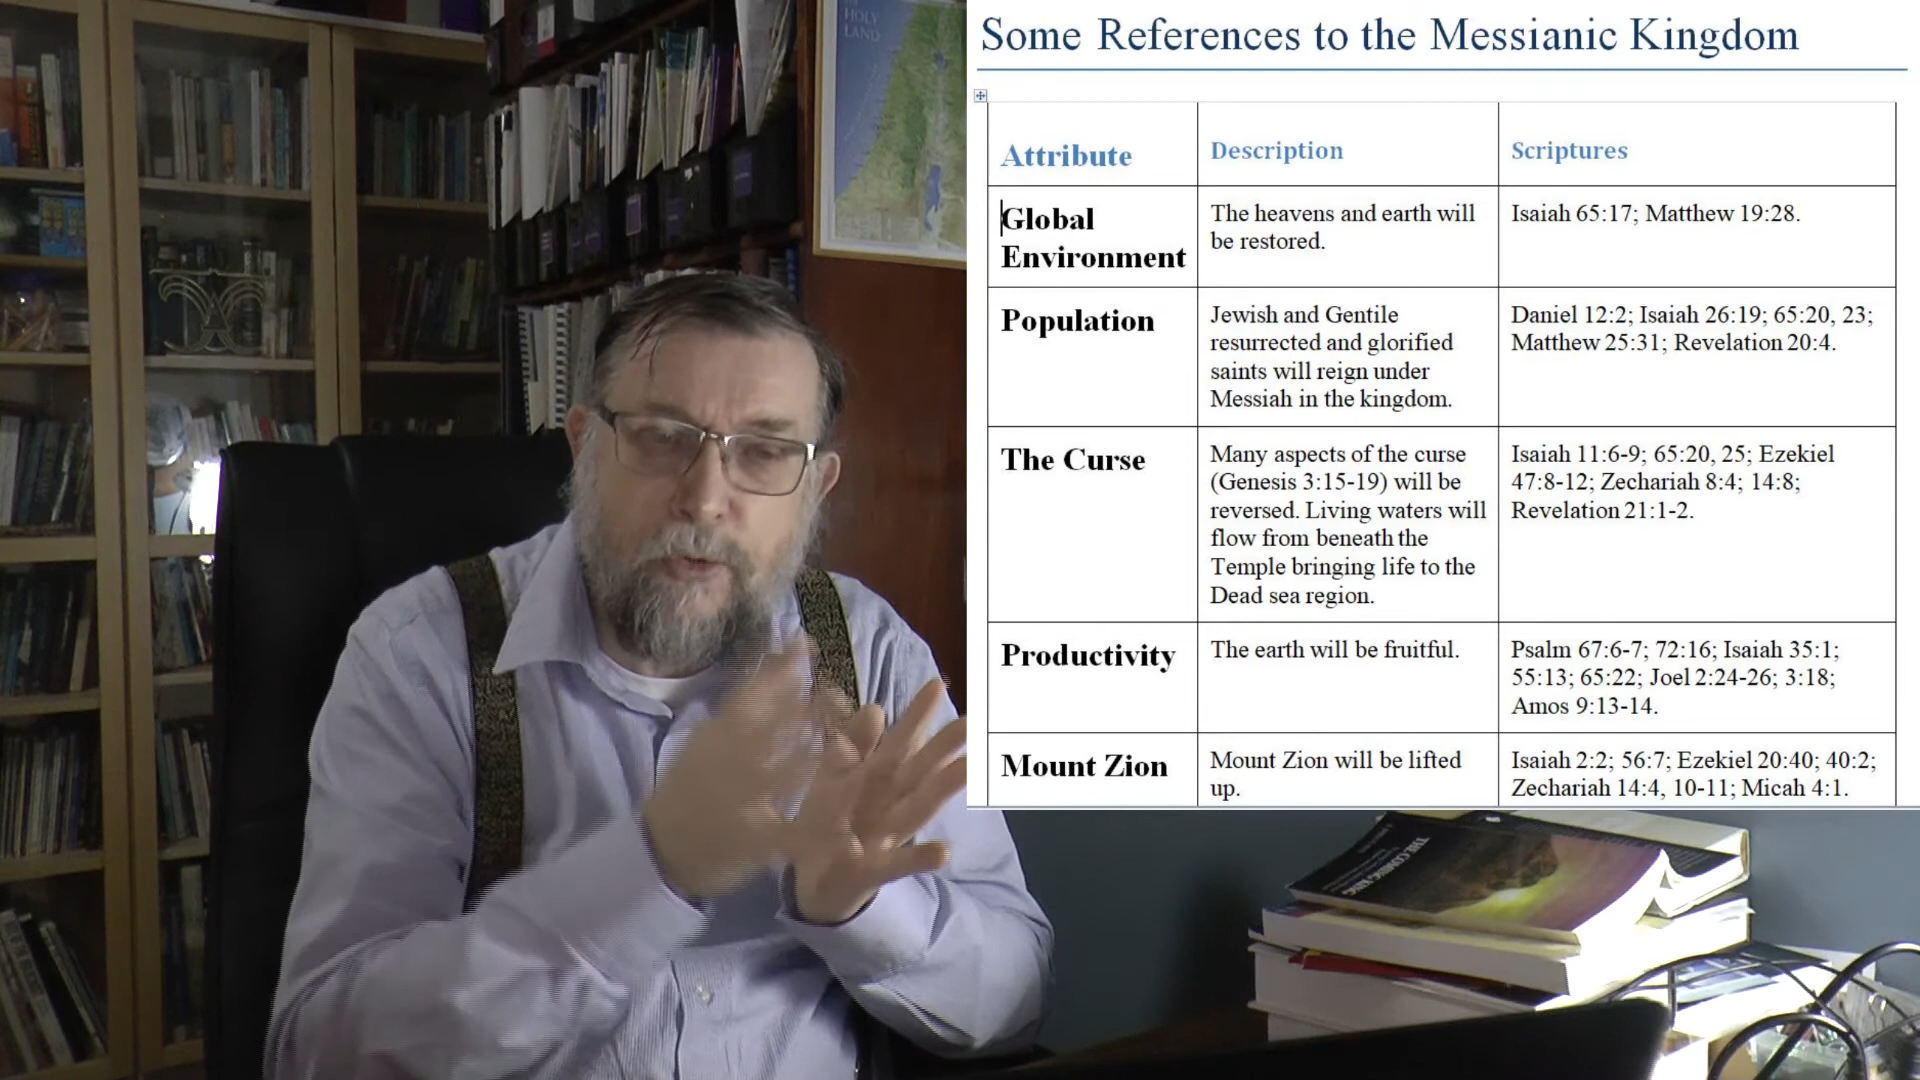 HOLY
LAND
Some References to the Messianic Kingdom
Attribute
Description
Scriptures
Global
Environment
The heavens and earth will
be restored.
Isaiah 65:17; Matthew 19:28.
Population
Jewish and Gentile
resurrected and glorified
saints will reign under
Messiah in the kingdom.
Daniel 12:2; Isaiah 26:19; 65:20, 23;
Matthew 25:31; Revelation 20:4.
The Curse
Many aspects of the curse
(Genesis 3:15-19) will be
reversed. Living waters will
flow from beneath the
Temple bringing life to the
Dead sea region.
Isaiah 11:6-9; 65:20, 25; Ezekiel
47:8-12; Zechariah 8:4; 14:8;
Revelation 21:1-2.
Productivity
The earth will be fruitful.
Psalm 67:6-7; 72:16; Isaiah 35:1;
55:13; 65:22; Joel 2:24-26; 3:18;
Amos 9:13-14.
Mount Zion
Mount Zion will be lifted
up.
Isaiah 2:2; 56:7; Ezekiel 20:40; 40:2;
Zechariah 14:4, 10-11; Micah 4:1.
THE COMING KING